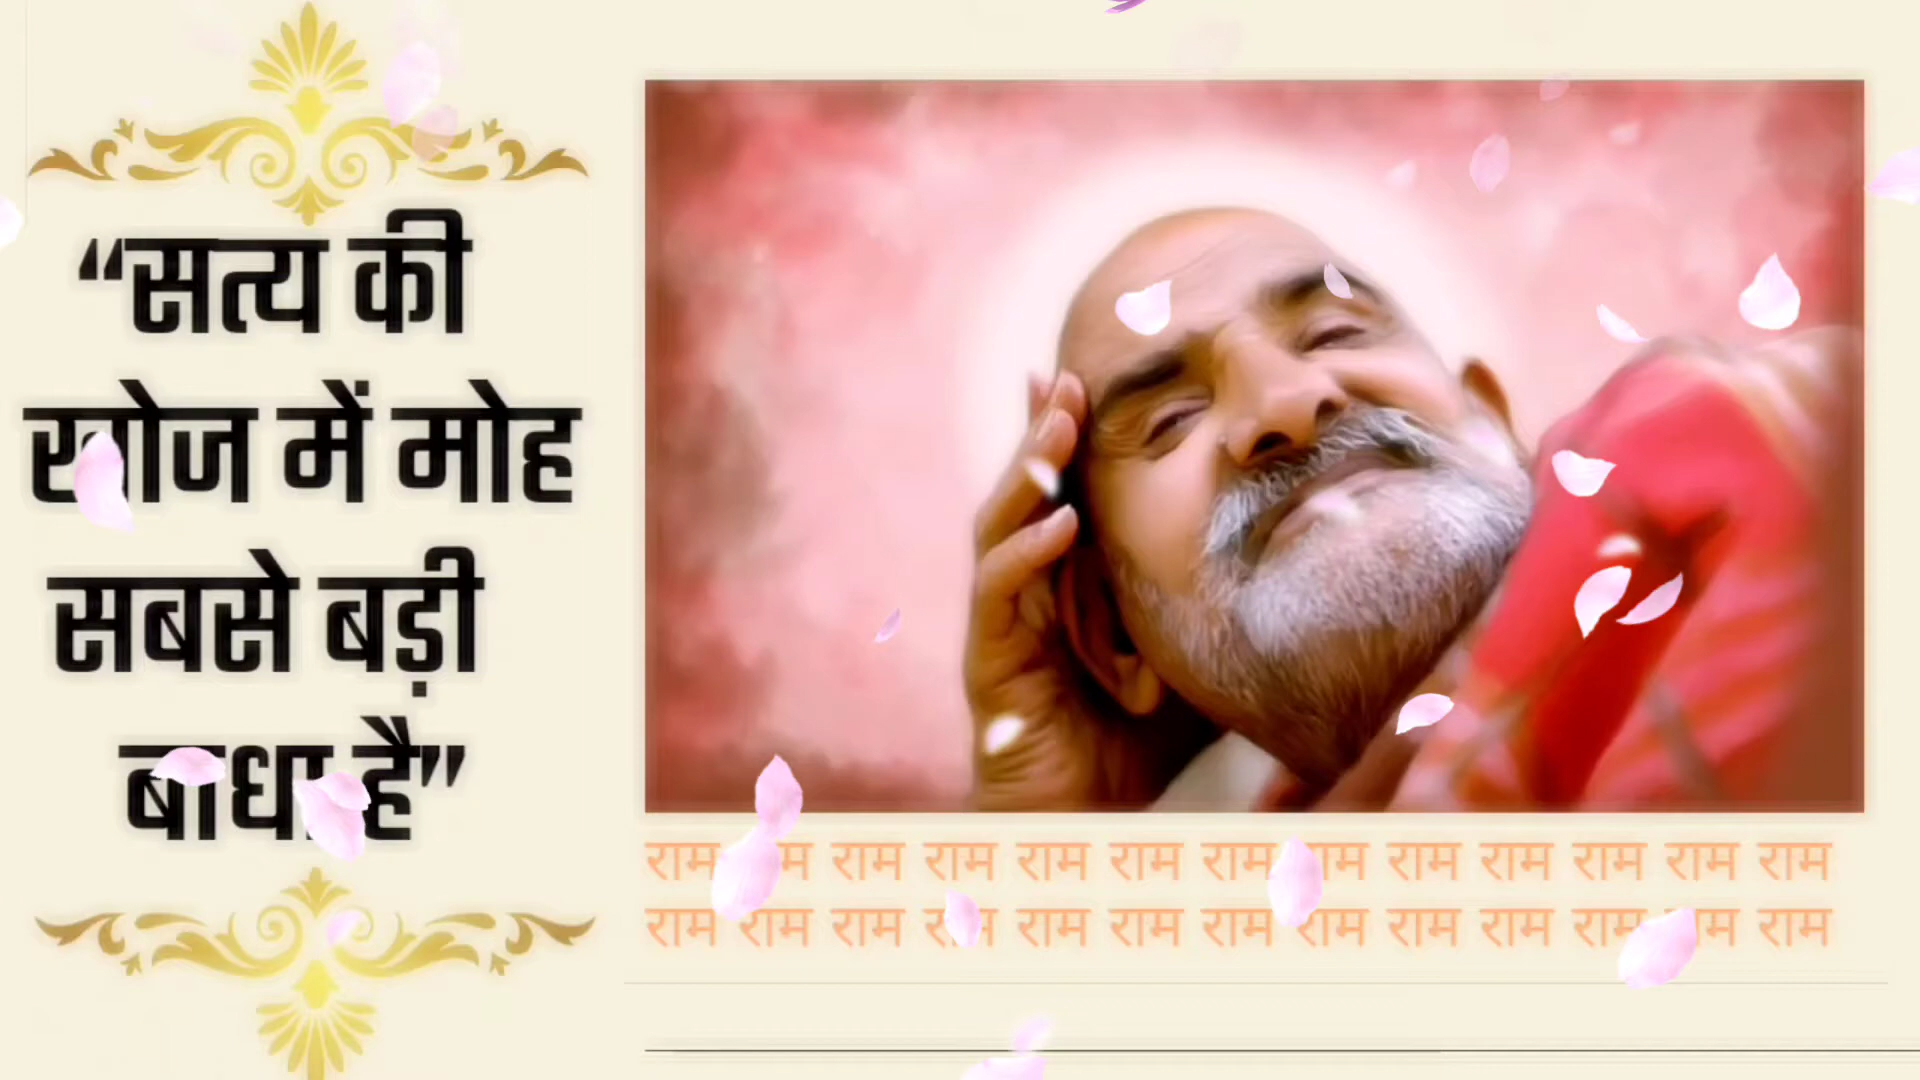 “सत्य की
खोज में मोह
सबसे बड़ी
बाधा है”
राम राम राम राम राम राम राम राम राम राम राम राम राम
राम राम राम राम राम राम राम राम राम राम राम राम राम